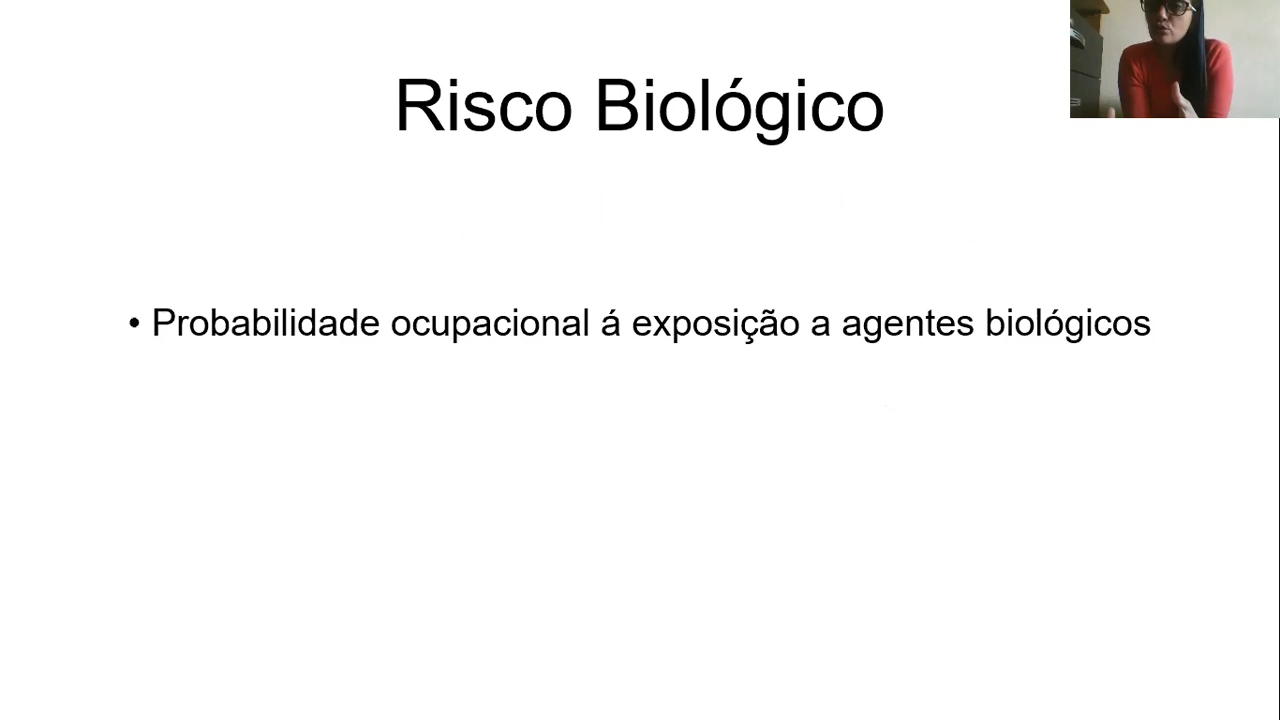 Risco Biológico
• Probabilidade ocupacional á exposição a agentes biológicos